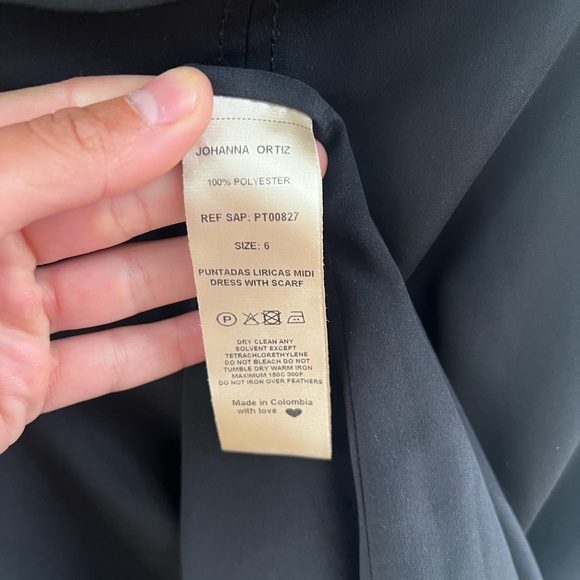 JOHANNA ORTIZ
100% POLYESTER
REF SAP: PT00827
SIZE: 6
PUNTADAS LIRICAS MIDI
DRESS WITH SCARF
P
DRY CLEAN ANY
SOLVENT EXCEPT
TETRACHLORETHYLENE
DO NOT BLEACH DO NOT
TUMBLE DRY WARM IRON
MAXIMUM 150C 300F
DO NOT IRON OVER FEATHERS
Made in Colombia
with love